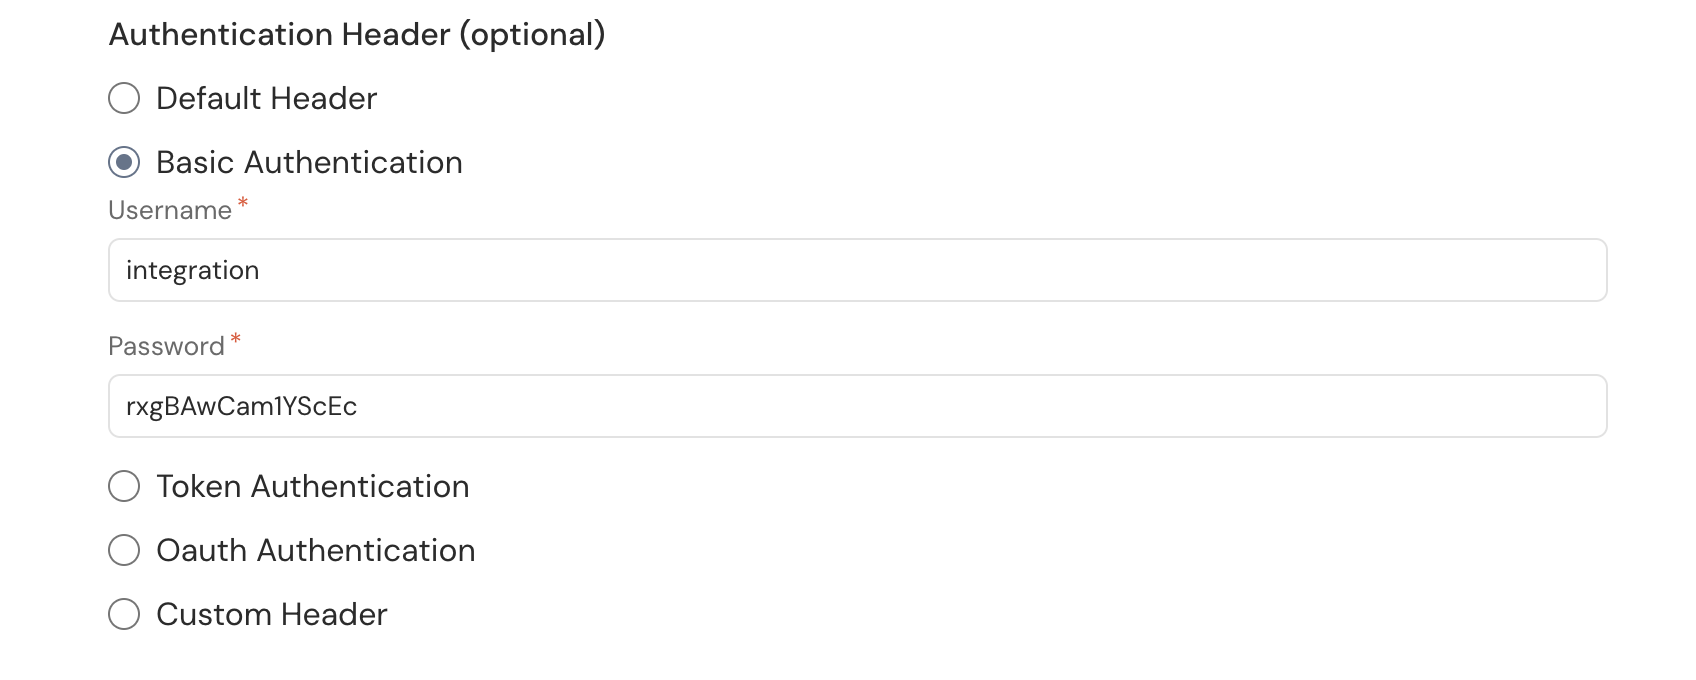 Authentication Header (optional)
Default Header
Basic Authentication
Username *
integration
Password *
rxgBAwCam1YScEc
Token Authentication
Oauth Authentication
Custom Header